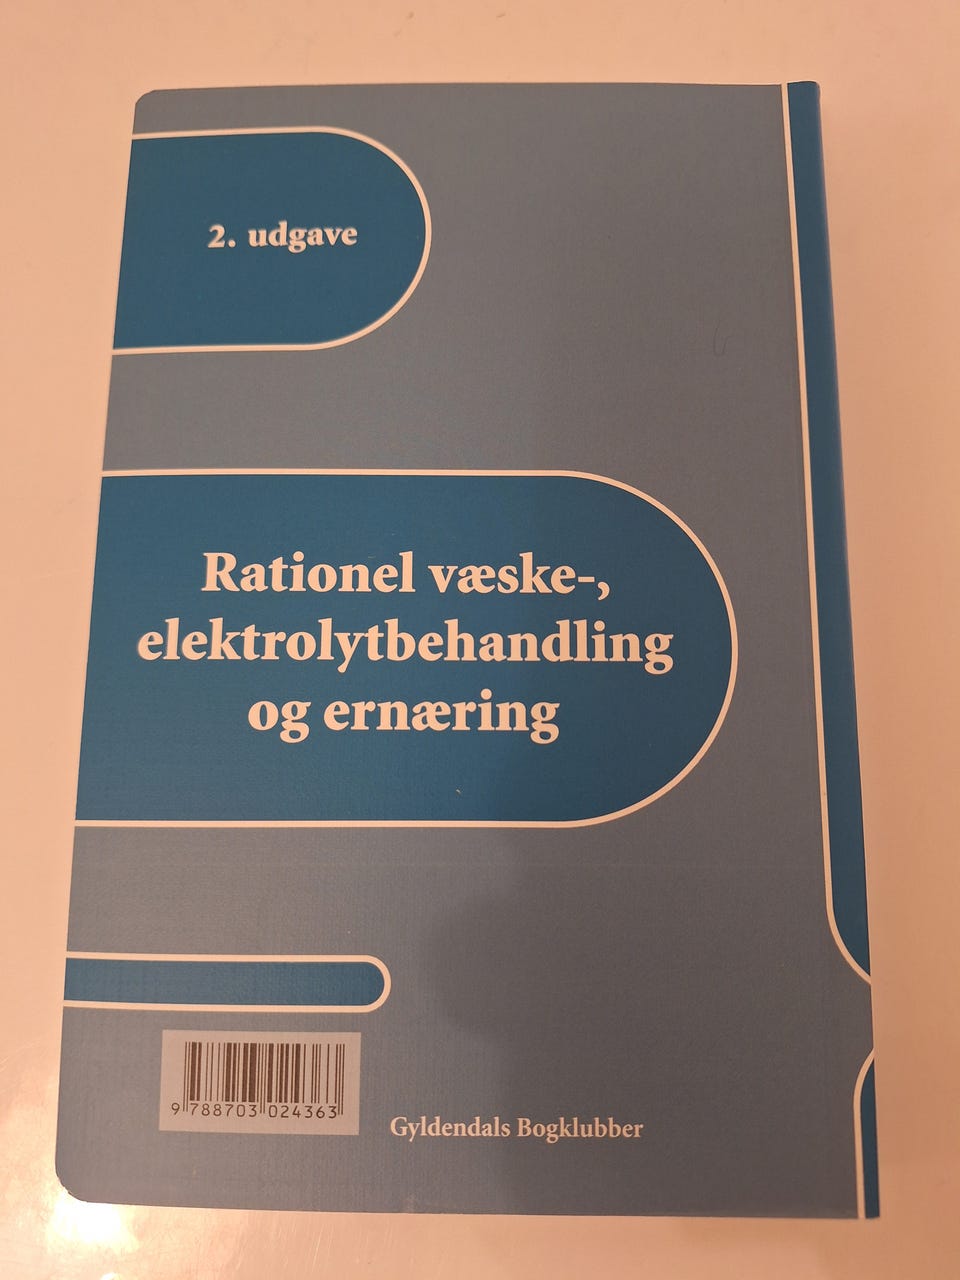 2. udgave
Rationel væske-,
elektrolytbehandling
og ernæring
9 788703 024363
Gyldendals Bogklubber